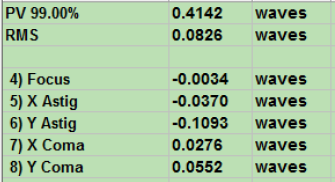 PV 99.00% 0.4142 waves
RMS 0.0826 waves
4) Focus -0.0034 waves
5) X Astig -0.0370 waves
6) Y Astig -0.1093 waves
7) X Coma 0.0276 waves
8) Y Coma 0.0552 waves